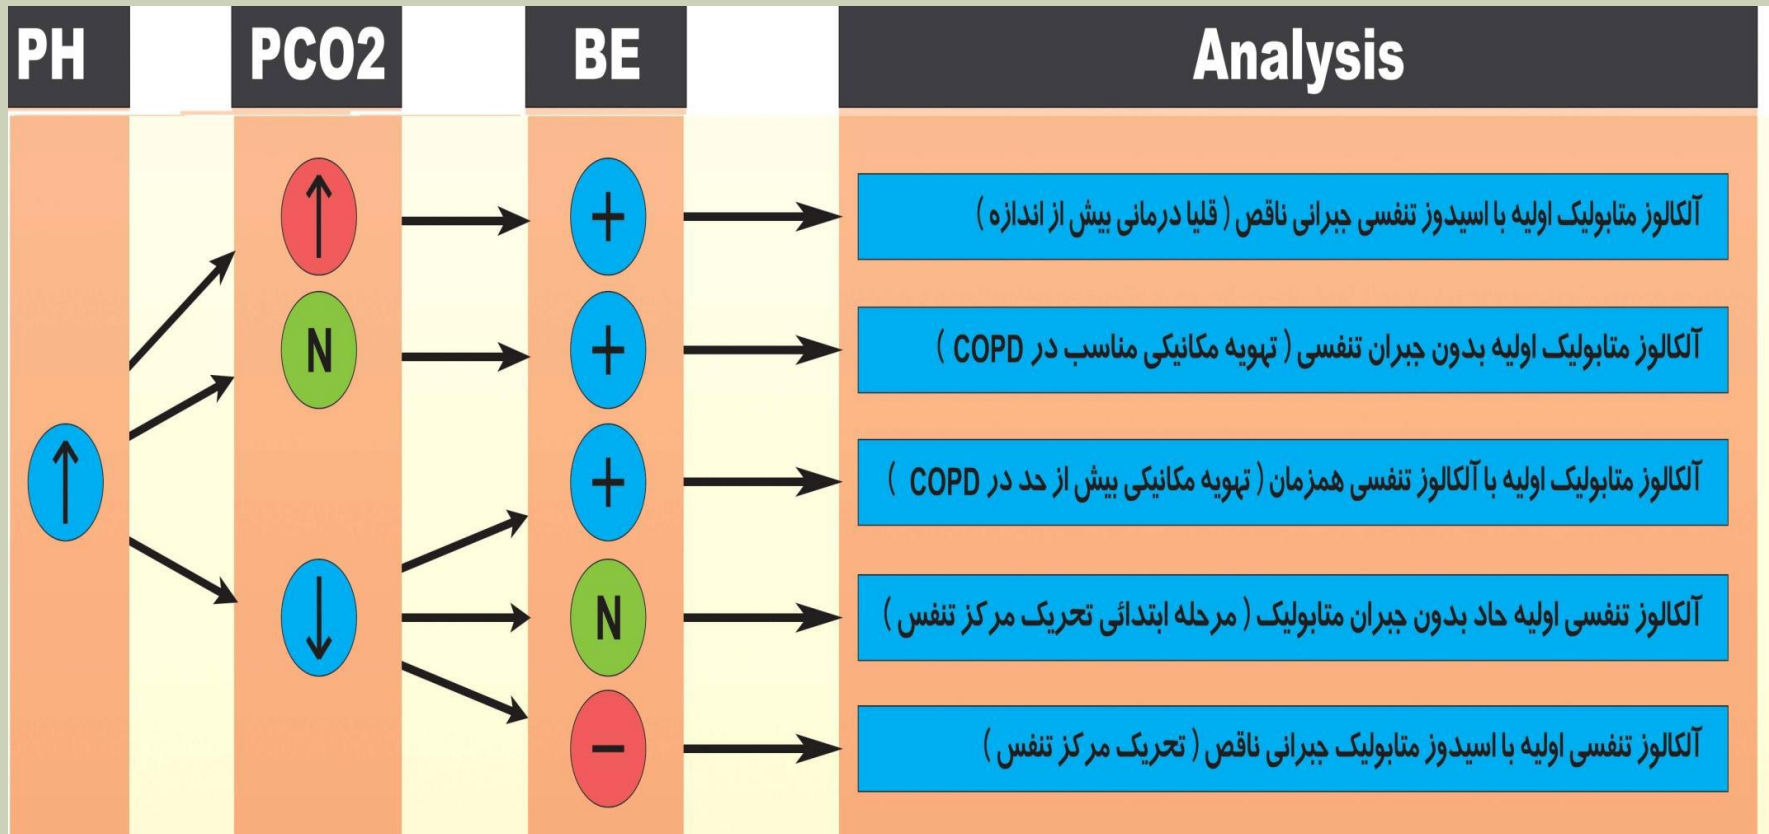 PH PCO2 BE Analysis
↑ + آلکالوز متابولیک اولیه با اسیدوز تنفسی جبرانی ناقص ( قلیا درمانی بیش از اندازه )
N + آلکالوز متابولیک اولیه بدون جبران تنفسی ( تهویه مکانیکی مناسب در COPD )
↑ + آلکالوز متابولیک اولیه با آلکالوز تنفسی همزمان ( تهویه مکانیکی بیش از حد در COPD )
↓ N آلکالوز تنفسی اولیه حاد بدون جبران متابولیک ( مرحله ابتدائی تحریک مرکز تنفس )
− آلکالوز تنفسی اولیه با اسیدوز متابولیک جبرانی ناقص ( تحریک مرکز تنفس )